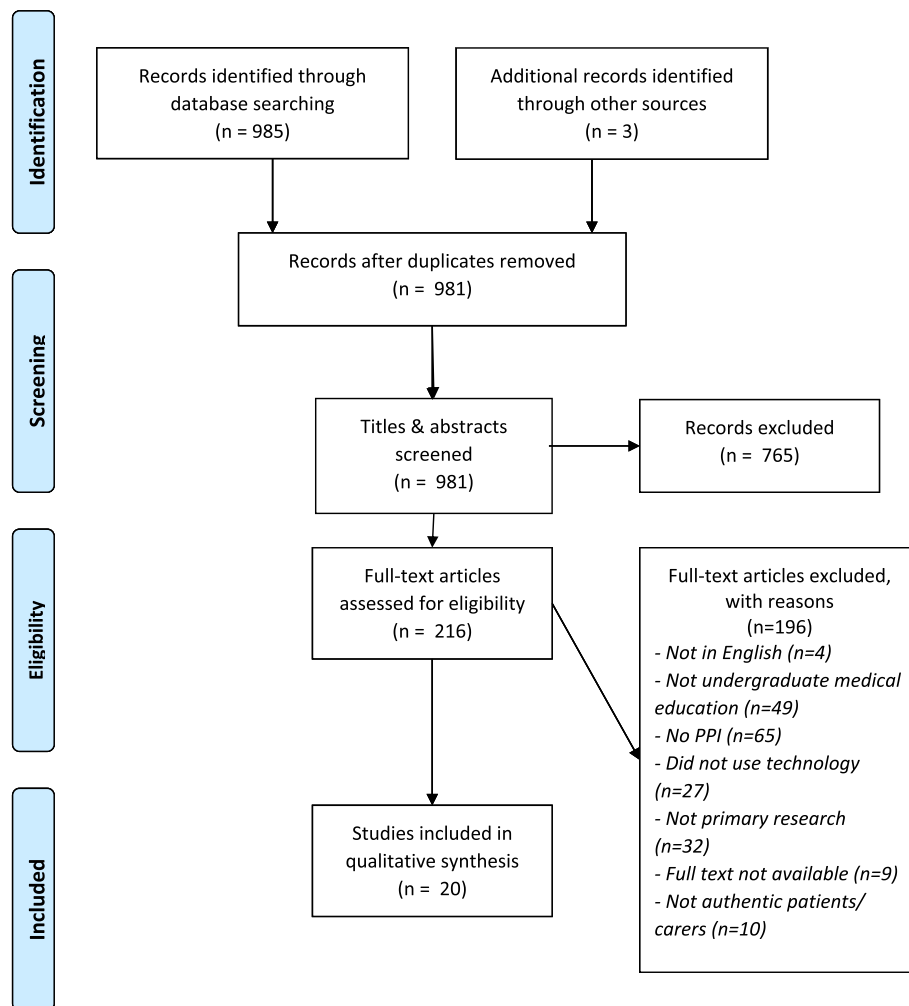 Identification
Records identified through
database searching
(n = 985)
Additional records identified
through other sources
(n = 3)
Records after duplicates removed
(n = 981)
Screening
Titles & abstracts
screened
(n = 981)
Records excluded
(n = 765)
Eligibility
Full-text articles
assessed for eligibility
(n = 216)
Full-text articles excluded,
with reasons
(n=196)
- Not in English (n=4)
- Not undergraduate medical
education (n=49)
- No PPI (n=65)
- Did not use technology
(n=27)
- Not primary research
(n=32)
- Full text not available (n=9)
- Not authentic patients/
carers (n=10)
Included
Studies included in
qualitative synthesis
(n = 20)